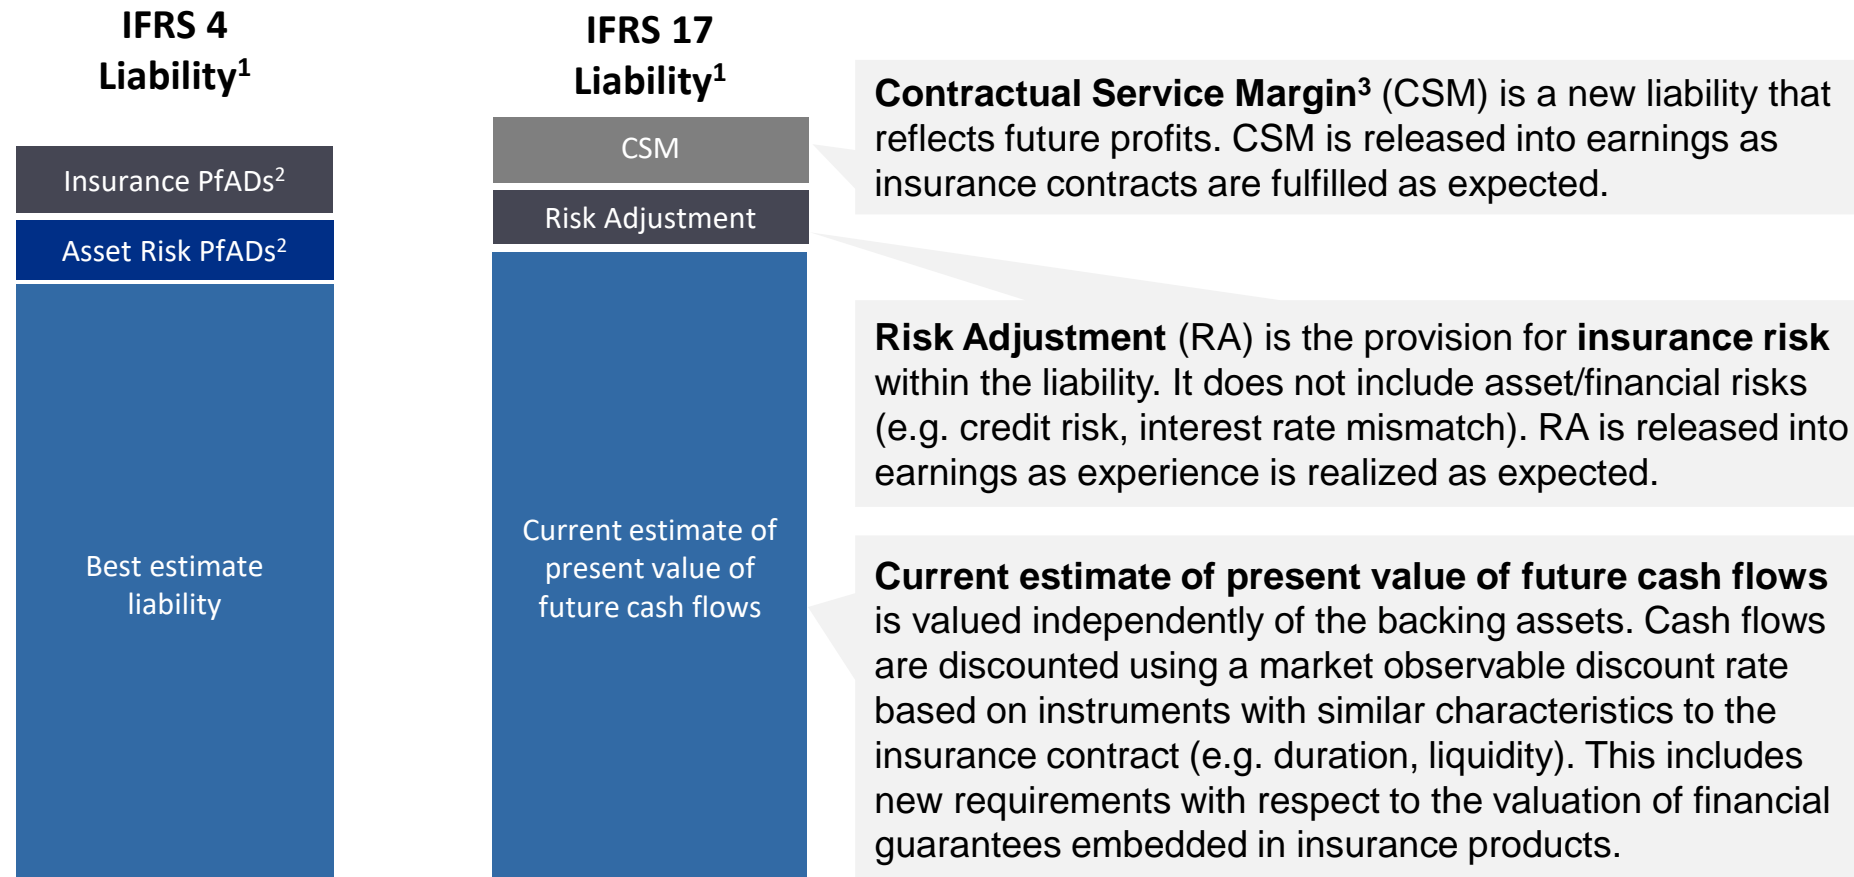 IFRS 4
Liability¹
Insurance PfADs²
Asset Risk PfADs²
Best estimate
liability
IFRS 17
Liability¹
CSM
Risk Adjustment
Current estimate of
present value of
future cash flows
Contractual Service Margin³ (CSM) is a new liability that
reflects future profits. CSM is released into earnings as
insurance contracts are fulfilled as expected.
Risk Adjustment (RA) is the provision for insurance risk
within the liability. It does not include asset/financial risks
(e.g. credit risk, interest rate mismatch). RA is released into
earnings as experience is realized as expected.
Current estimate of present value of future cash flows
is valued independently of the backing assets. Cash flows
are discounted using a market observable discount rate
based on instruments with similar characteristics to the
insurance contract (e.g. duration, liquidity). This includes
new requirements with respect to the valuation of financial
guarantees embedded in insurance products.